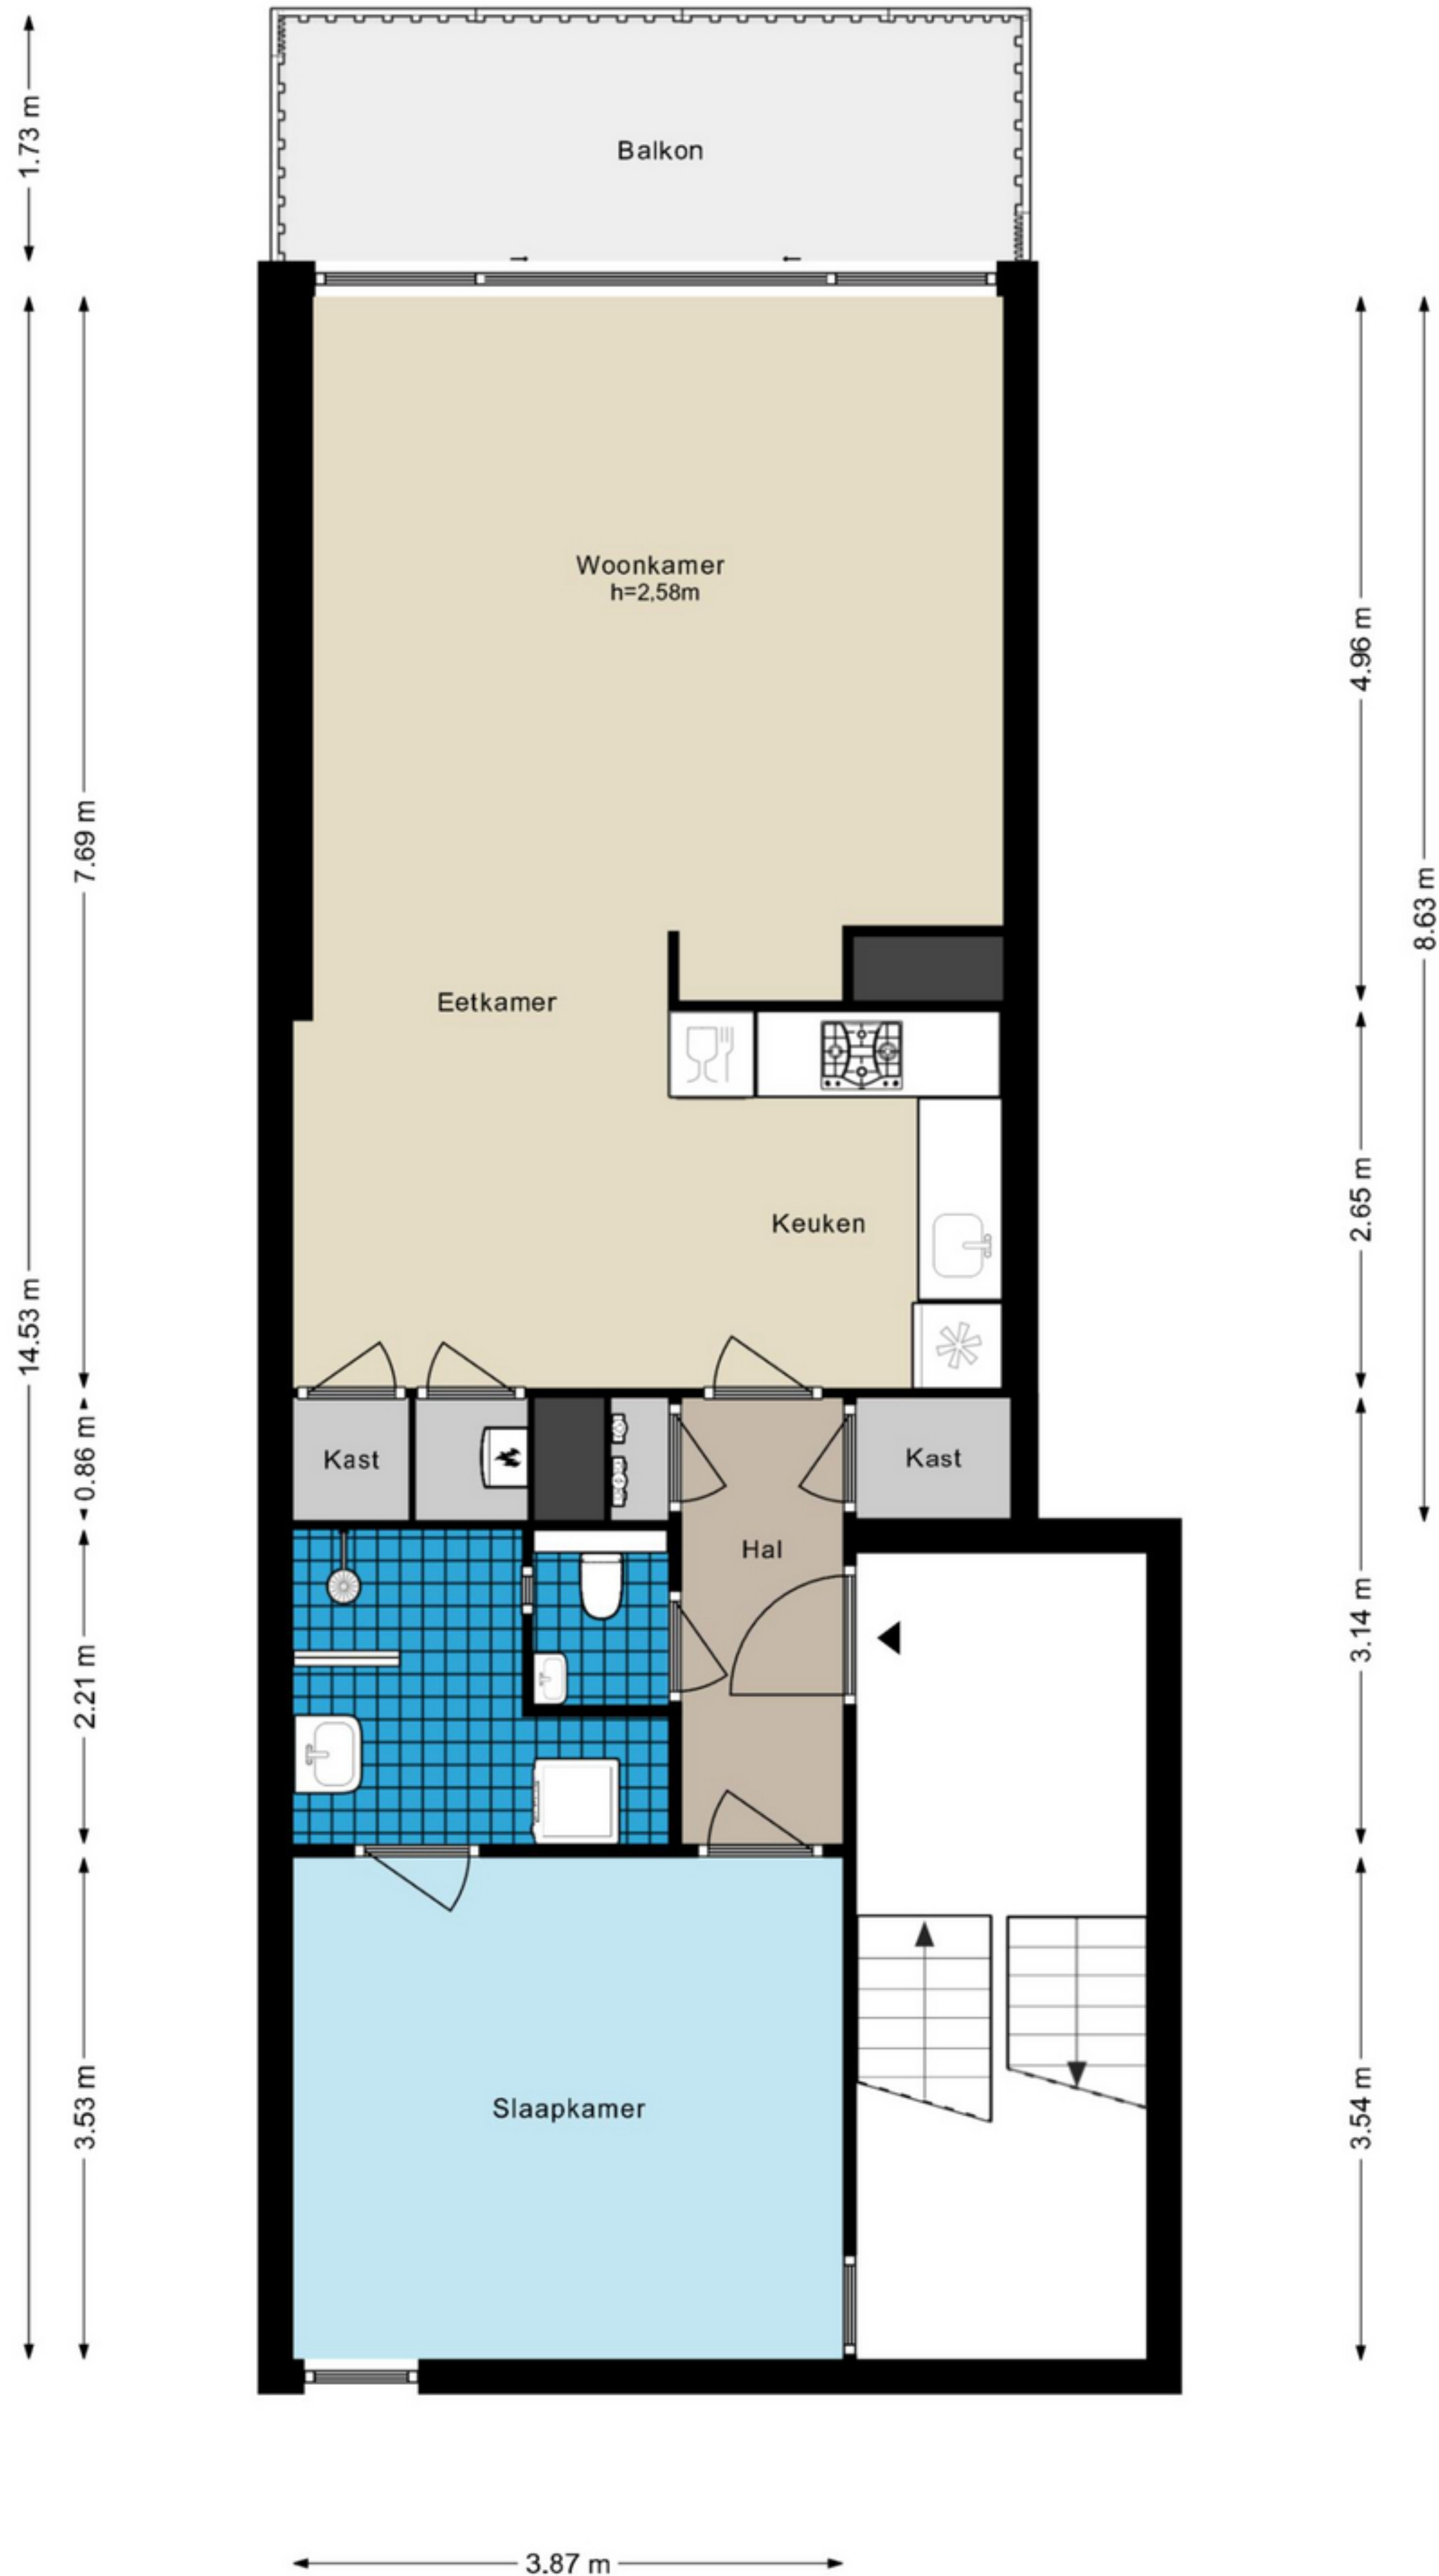 1.73 m
Balkon
Woonkamer
h=2,58m
4.96 m
7.69 m
8.63 m
Eetkamer
Keuken
2.65 m
14.53 m
Kast
Kast
0.86 m
Hal
3.14 m
2.21 m
Slaapkamer
3.53 m
3.54 m
3.87 m